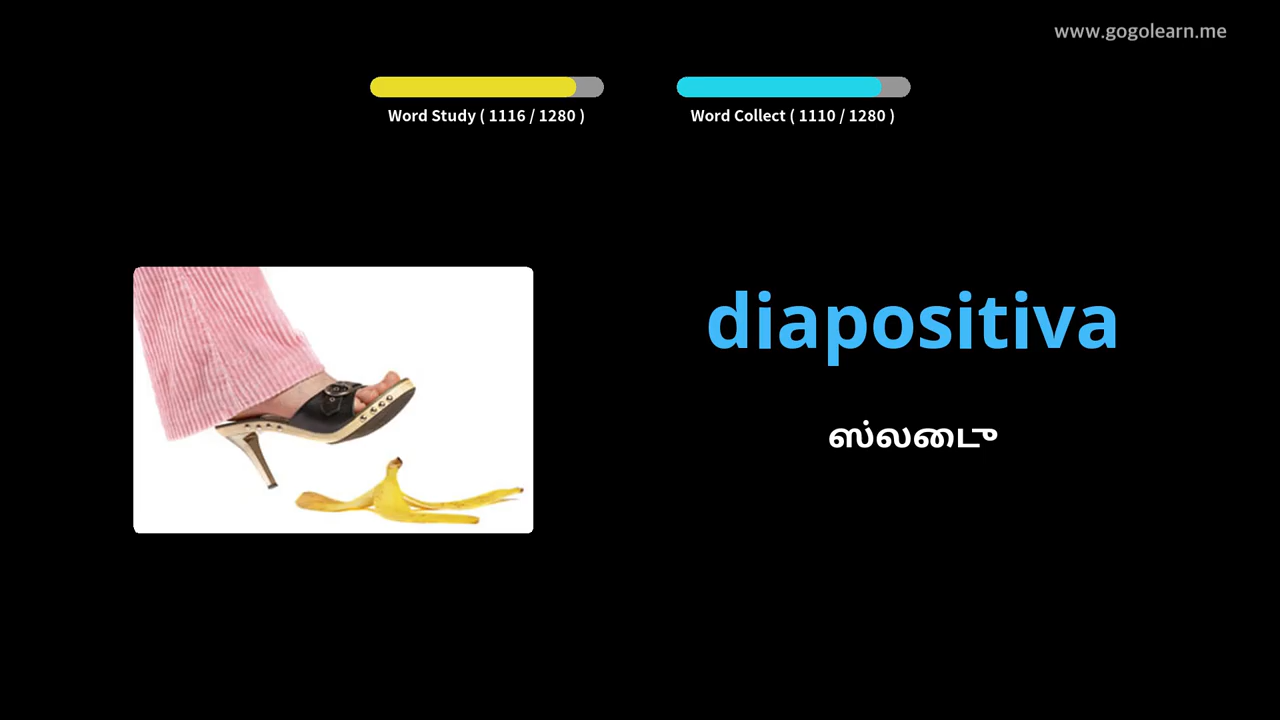 www.gogolearn.me
Word Study ( 1116 / 1280 )
Word Collect ( 1110 / 1280 )
diapositiva
ஸ்லைடு